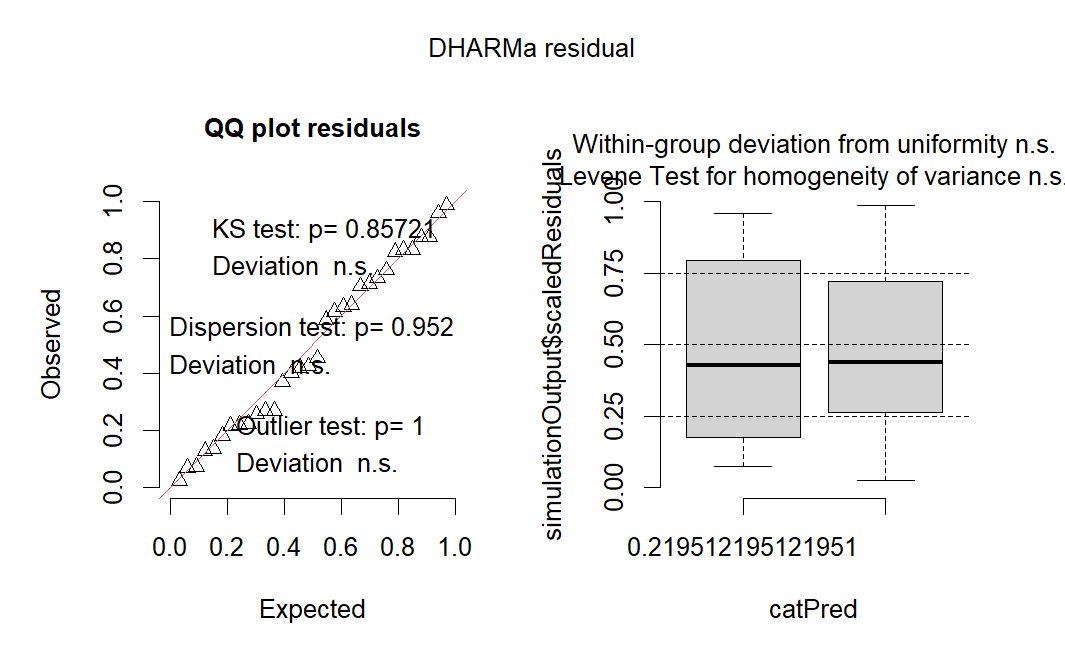 DHARMa residual
QQ plot residuals
Observed
0.0 0.2 0.4 0.6 0.8 1.0
KS test: p= 0.85721
Deviation n.s.
Dispersion test: p= 0.952
Deviation n.s.
Outlier test: p= 1
Deviation n.s.
0.0 0.2 0.4 0.6 0.8 1.0
Expected
Within-group deviation from uniformity n.s.
Levene Test for homogeneity of variance n.s.
simulationOutput$scaledResiduals
0.00 0.25 0.50 0.75 1.00
0.219512195121951
catPred